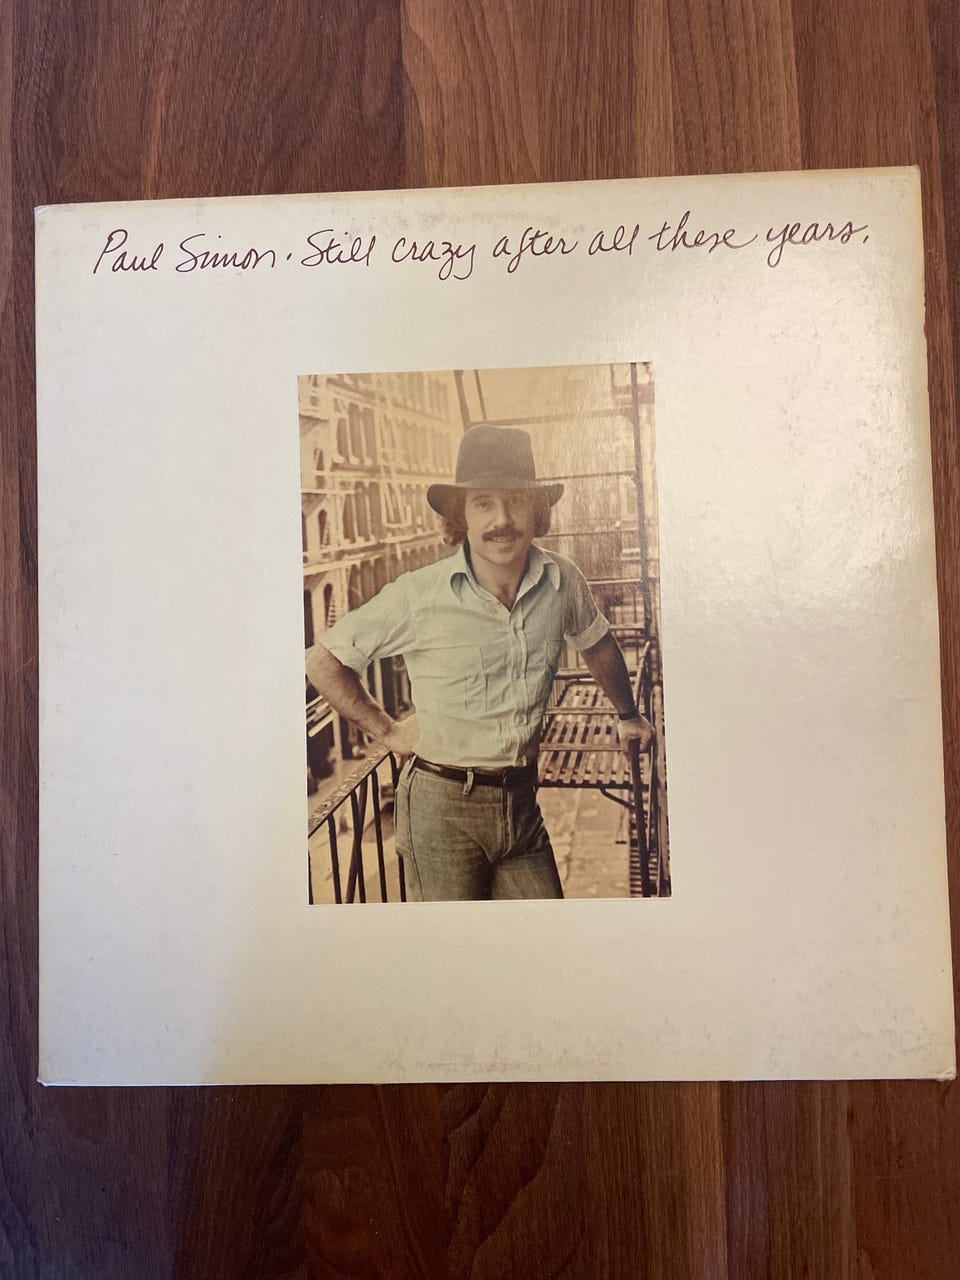 Paul Simon. Still crazy after all these years.